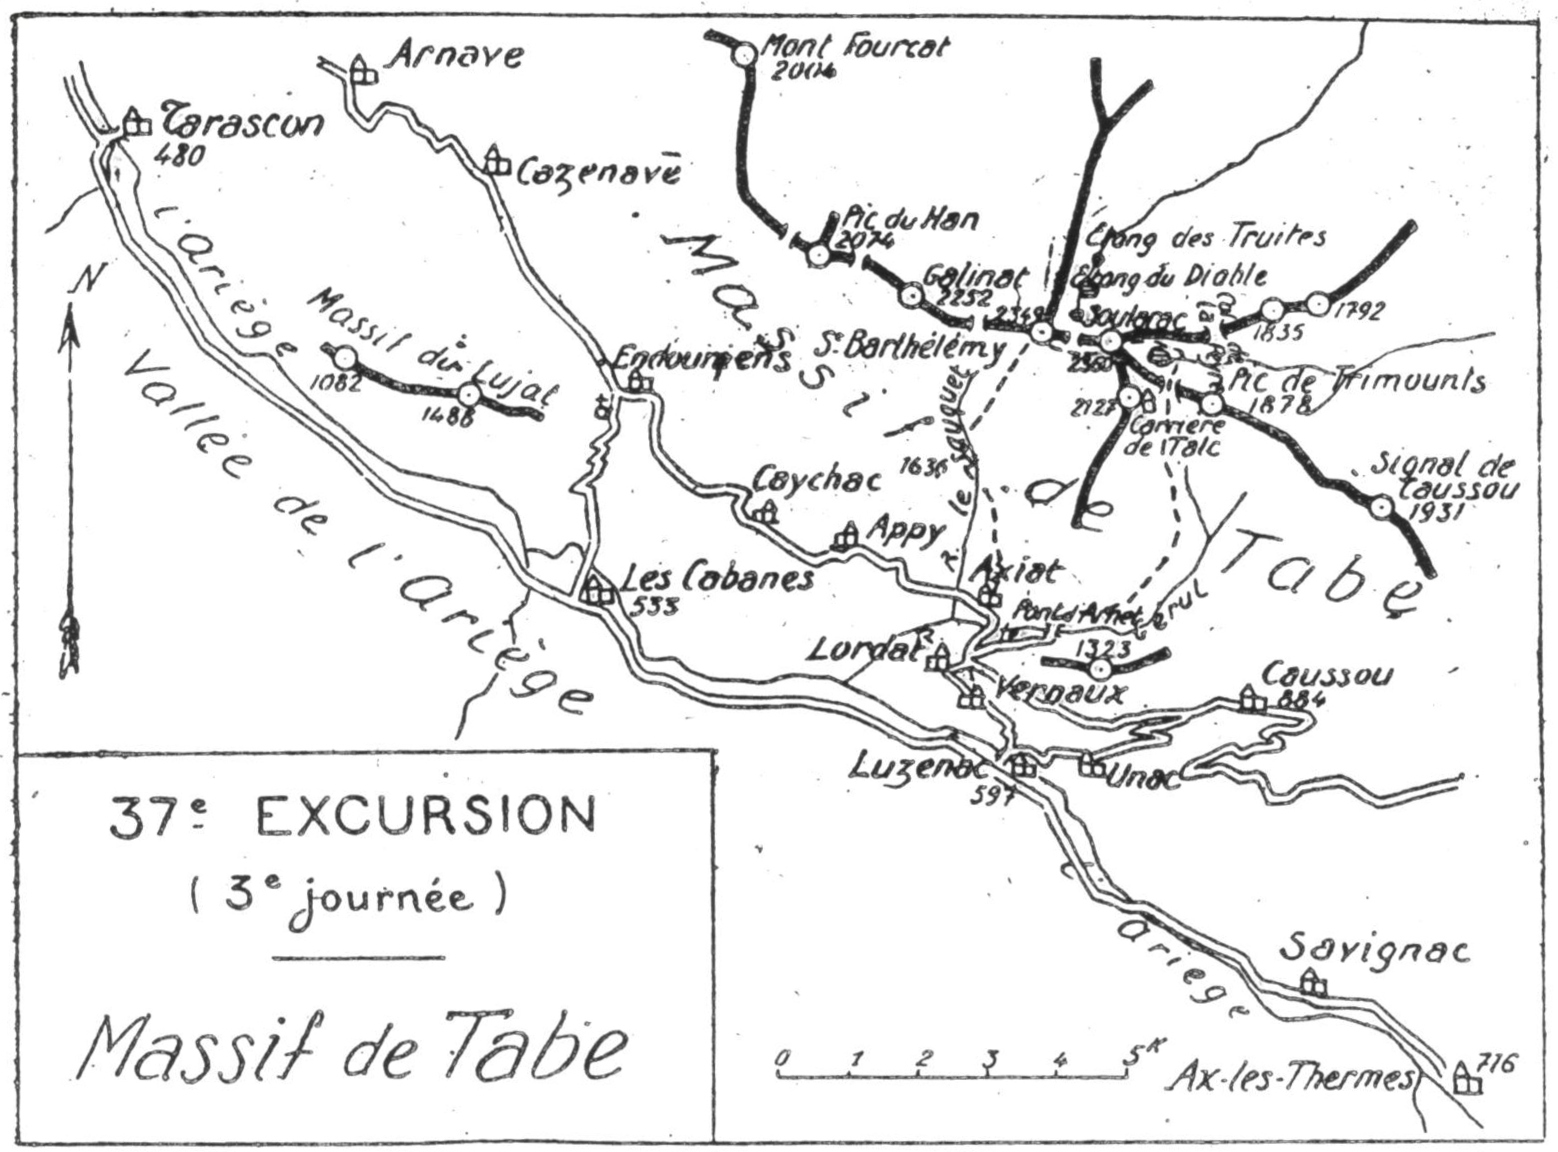 Arnave
Mont Fourcat
2004
Tarascon
480
Cazenave
l'Ariège
N
Massif du Lujat
1082
1488
Pic du Han
2074
Galinat
2252
2349
St Barthélémy
Etang des Truites
Etang du Diable
Soularac
1835
1792
Pic de Trimounts
1878
2127
Carrière
de Talc
Signal de
Caussou
1931
Massif de Tabe
Vallée de l'Ariège
Endoumens
le Sauquet
1636
Caychac
Appy
Axiat
Les Cabanes
533
Pont d'Arnet
Lordat
1323
Vernaux
Caussou
884
Luzenac
597
Unac
l'Ariege
Savignac
Ax-les-Thermes
716
0 1 2 3 4 5K
37e EXCURSION
(3e journée)
Massif de Tabe